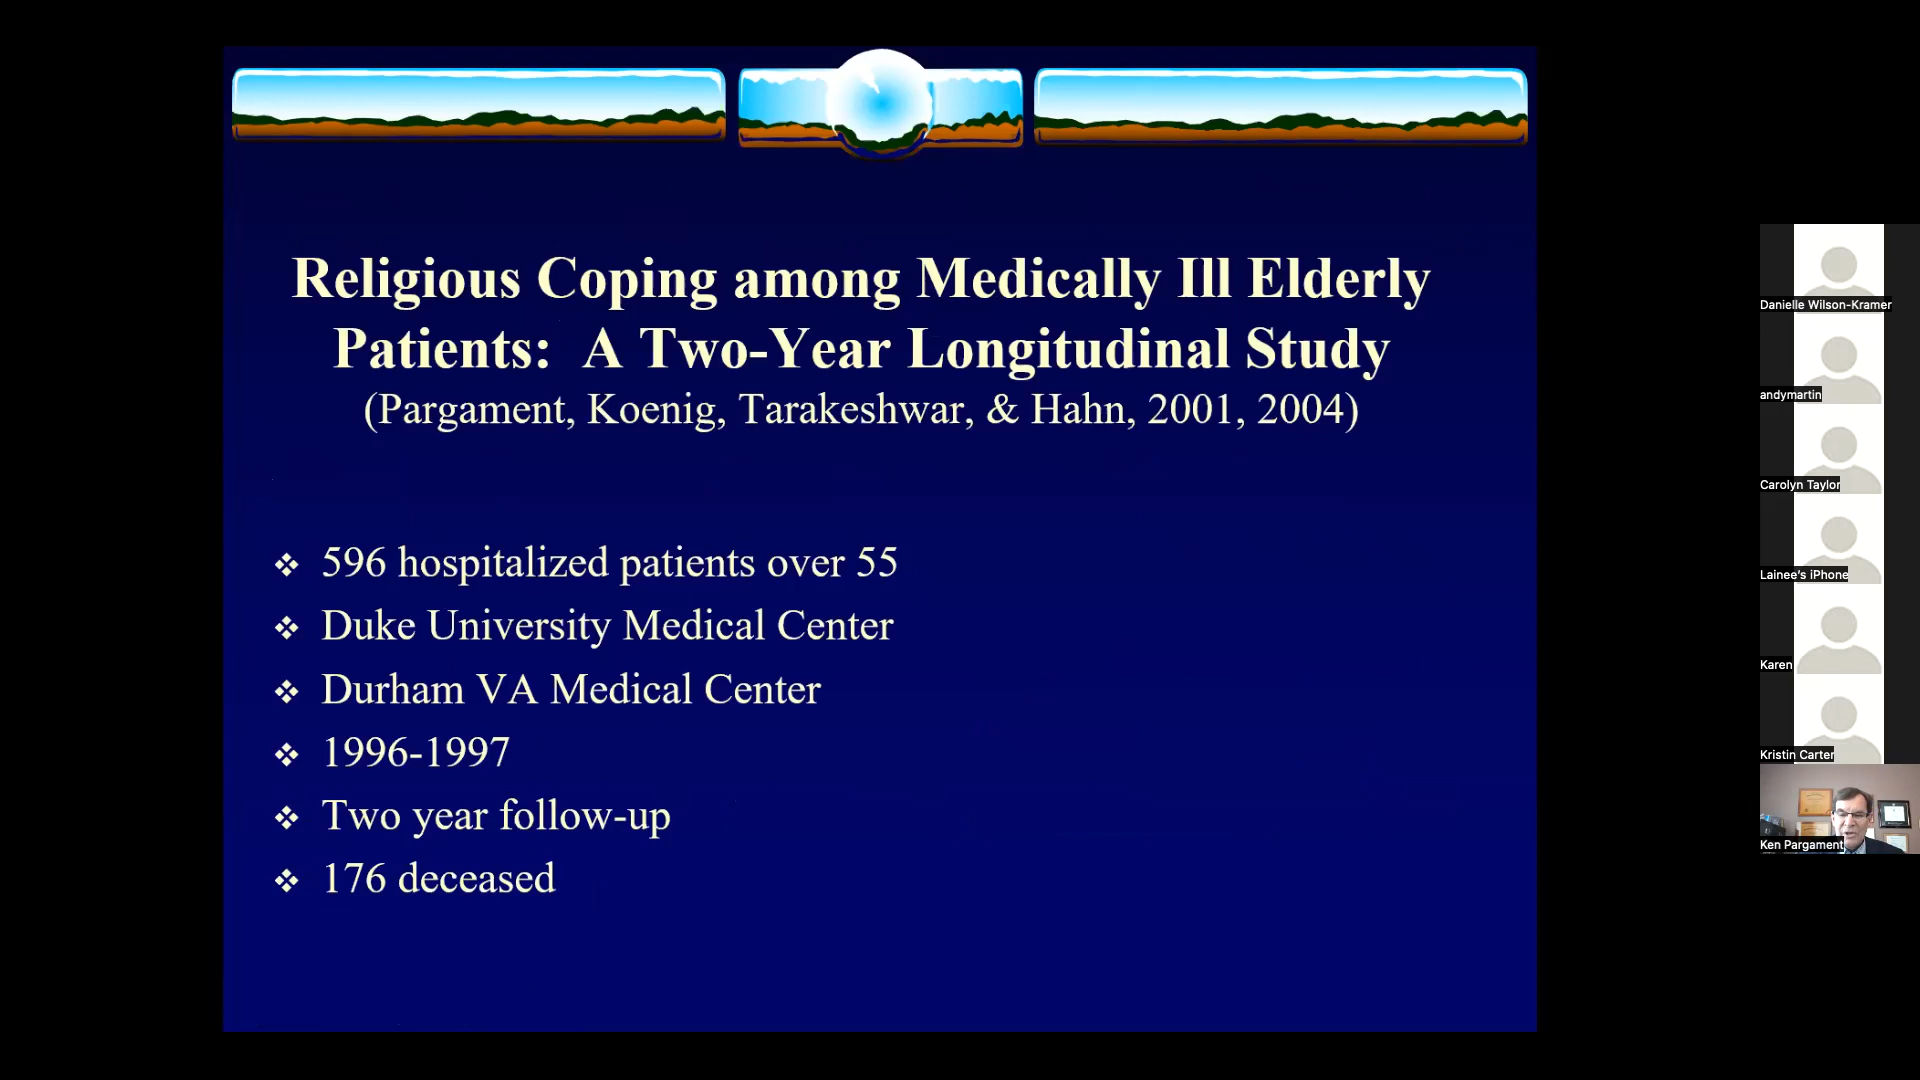 Religious Coping among Medically Ill Elderly
Patients: A Two-Year Longitudinal Study
(Pargament, Koenig, Tarakeshwar, & Hahn, 2001, 2004)
❖ 596 hospitalized patients over 55
❖ Duke University Medical Center
❖ Durham VA Medical Center
❖ 1996-1997
❖ Two year follow-up
❖ 176 deceased
Danielle Wilson-Kramer
andymartin
Carolyn Taylor
Lainee’s iPhone
Karen
Kristin Carter
Ken Pargament